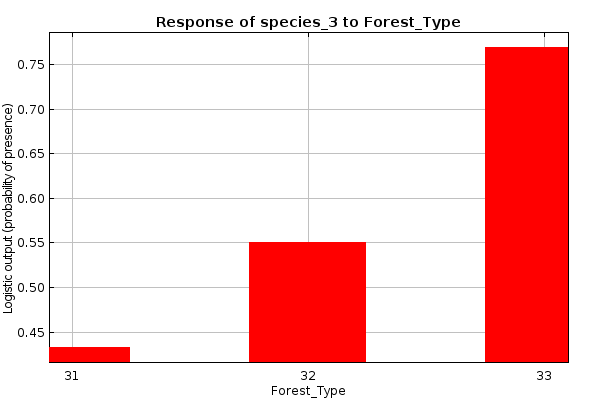 Response of species_3 to Forest_Type
Logistic output (probability of presence)
0.75
0.70
0.65
0.60
0.55
0.50
0.45
31 32 33
Forest_Type